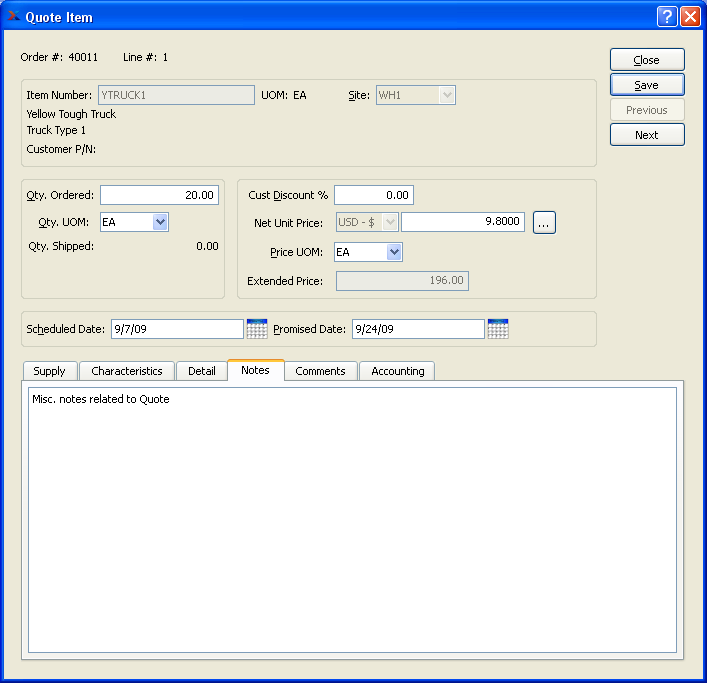 Quote Item
Order #: 40011 Line #: 1
Close
Save
Previous
Next
Item Number: YTRUCK1 UOM: EA Site: WH1
Yellow Tough Truck
Truck Type 1
Customer P/N:
Qty. Ordered: 20.00
Qty. UOM: EA
Qty. Shipped: 0.00
Cust Discount % 0.00
Net Unit Price: USD - $ 9.8000 ...
Price UOM: EA
Extended Price: 196.00
Scheduled Date: 9/7/09 Promised Date: 9/24/09
Supply Characteristics Detail Notes Comments Accounting
Misc. notes related to Quote